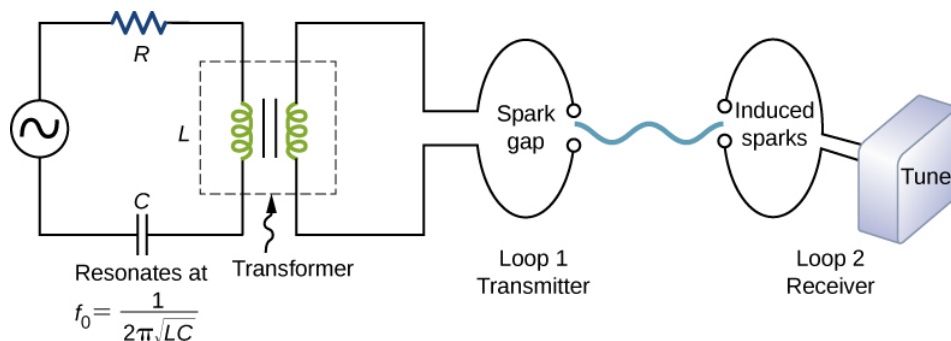 R
L
C
Transformer
Resonates at
f₀ = 1/(2π√LC)
Spark
gap
Induced
sparks
Tune
Loop 1
Transmitter
Loop 2
Receiver